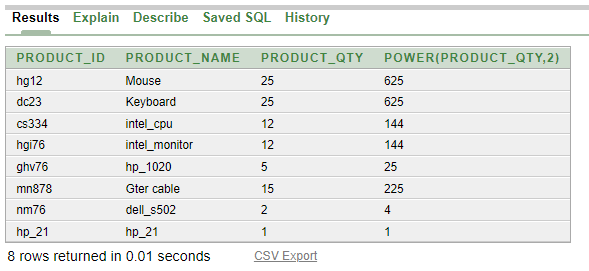 Results Explain Describe Saved SQL History
PRODUCT_ID PRODUCT_NAME PRODUCT_QTY POWER(PRODUCT_QTY,2)
hg12 Mouse 25 625
dc23 Keyboard 25 625
cs334 intel_cpu 12 144
hgi76 intel_monitor 12 144
ghv76 hp_1020 5 25
mn878 Gter cable 15 225
nm76 dell_s502 2 4
hp_21 hp_21 1 1
8 rows returned in 0.01 seconds CSV Export